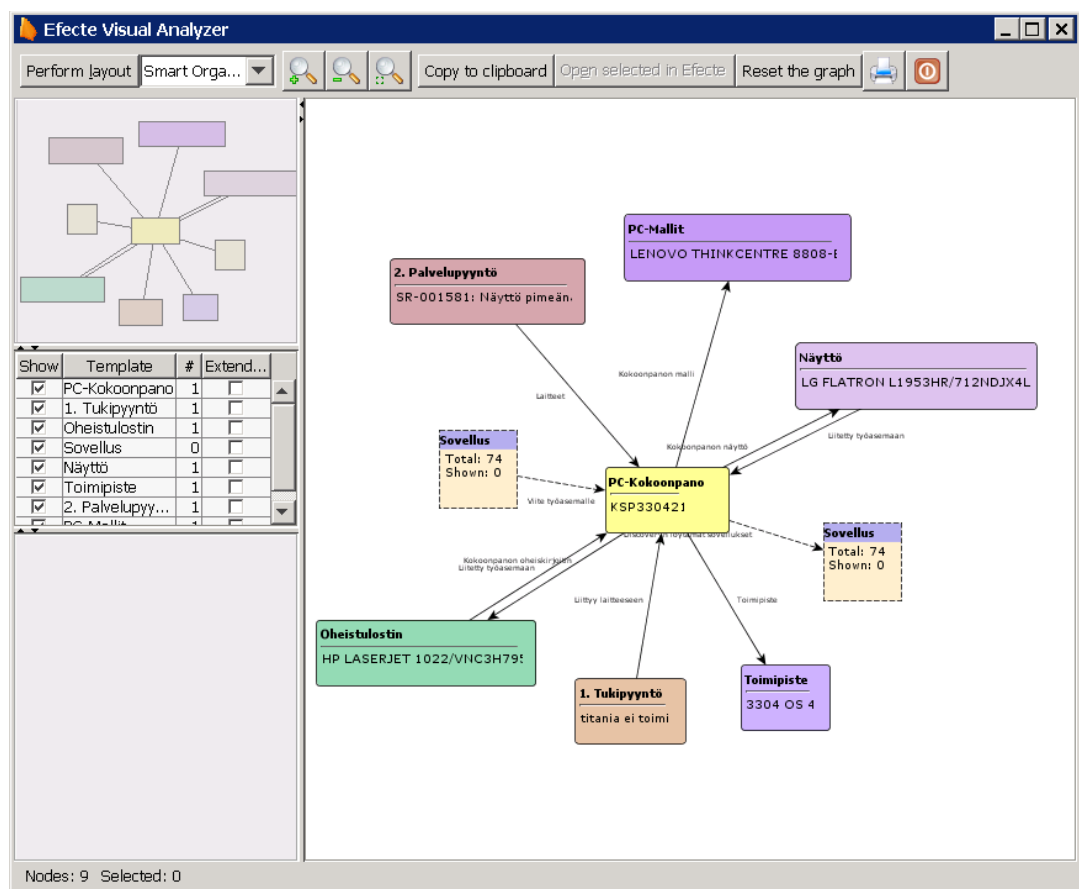 Efecte Visual Analyzer
Perform layout Smart Orga... Copy to clipboard Open selected in Efecte Reset the graph
Show Template # Extend...
PC-Kokoonpano 1
1. Tukipyyntö 1
Oheistulostin 1
Sovellus 0
Näyttö 1
Toimipiste 1
2. Palvelupyy... 1
PC-Mallit 1
PC-Mallit
LENOVO THINKCENTRE 8808-
2. Palvelupyyntö
SR-001581: Näyttö pimeän.
Kokoonpanon malli
Näyttö
LG FLATRON L1953HR/712NDJX4L
Laitteet
Sovellus
Total: 74
Shown: 0
Kokoonpanon näyttö
Liitetty työasemaan
PC-Kokoonpano
KSP330421
Viite työasemalle
Discoveryn löytämät sovellukset
Sovellus
Total: 74
Shown: 0
Kokoonpanon oheiskirjoitin
Liitetty työasemaan
Liittyy laitteeseen
Toimipiste
Oheistulostin
HP LASERJET 1022/VNC3H795
1. Tukipyyntö
titania ei toimi
Toimipiste
3304 OS 4
Nodes: 9 Selected: 0